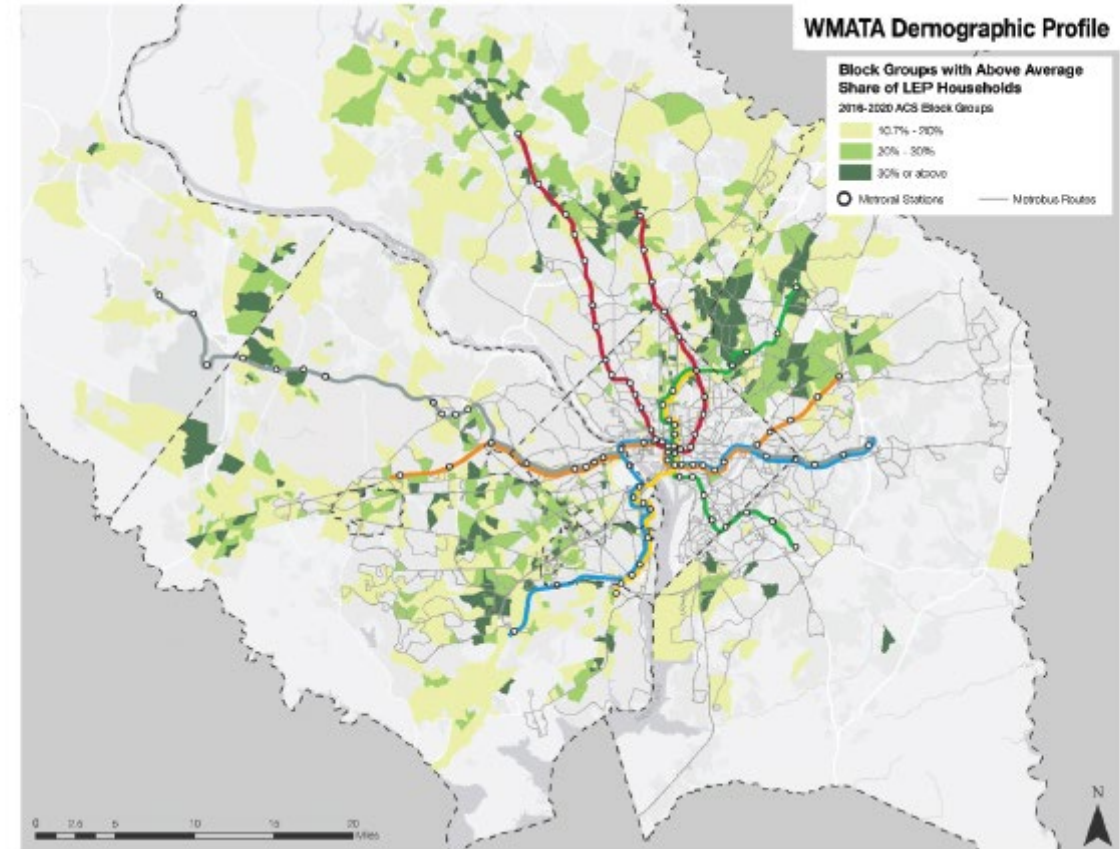 WMATA Demographic Profile
Block Groups with Above Average
Share of LEP Households
2016-2020 ACS Block Groups
10.7% - 20%
20% - 30%
30% or above
Metrorail Stations
Metrobus Routes
N
0 2.5 5 10 15 20
Miles